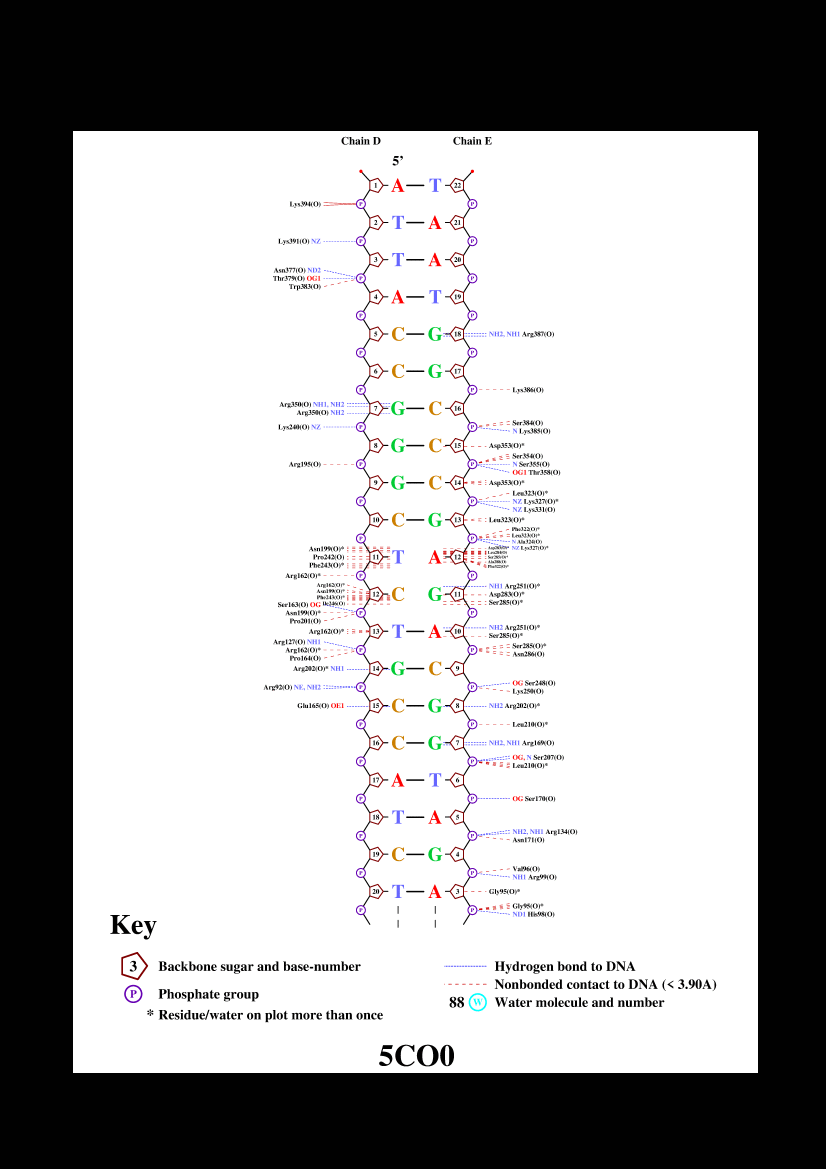 Chain D Chain E
5’
1 A T 22
P P
Lys394(O)
2 T A 21
Lys391(O) NZ P P
3 T A 20
Asn377(O) ND2
Thr379(O) OG1 P P
Trp383(O)
4 A T 19
P P
5 C G 18 NH2, NH1 Arg387(O)
P P
6 C G 17
P P Lys386(O)
Arg350(O) NH1, NH2
7 G C 16
Arg350(O) NH2
Ser384(O)
Lys240(O) NZ P P
N Lys385(O)
8 G C 15 Asp353(O)*
Ser354(O)
Arg195(O) P P N Ser355(O)
OG1 Thr358(O)
9 G C 14 Asp353(O)*
Leu323(O)*
P P NZ Lys327(O)*
NZ Lys331(O)
10 C G 13 Leu323(O)*
Phe322(O)*
Leu323(O)*
P P N Ala324(O)
NZ Lys327(O)*
Asn199(O)*
Pro242(O) 11 T A 12
Phe243(O)*
Arg162(O)* P P
NH1 Arg251(O)*
Arg162(O)*
Asn199(O)*
12 C G 11 Asp283(O)*
Phe243(O)*
Ile246(O)
Ser285(O)*
Ser163(O) OG
Asn199(O)* P P
Pro201(O)
NH2 Arg251(O)*
Arg162(O)* 13 T A 10
Ser285(O)*
Arg127(O) NH1
Ser285(O)*
Arg162(O)* P P
Asn286(O)
Pro164(O)
Arg202(O)* NH1 14 G C 9
OG Ser248(O)
Arg92(O) NE, NH2 P P
Lys250(O)
Glu165(O) OE1 15 C G 8 NH2 Arg202(O)*
P P Leu210(O)*
16 C G 7 NH2, NH1 Arg169(O)
OG, N Ser207(O)
P P
Leu210(O)*
17 A T 6
P P OG Ser170(O)
18 T A 5
NH2, NH1 Arg134(O)
P P
Asn171(O)
19 C G 4
Val96(O)
P P
NH1 Arg99(O)
20 T A 3 Gly95(O)*
Gly95(O)*
P P
ND1 His98(O)
Key
3 Backbone sugar and base-number
Hydrogen bond to DNA
Nonbonded contact to DNA (< 3.90A)
P Phosphate group
88 W Water molecule and number
* Residue/water on plot more than once
5CO0